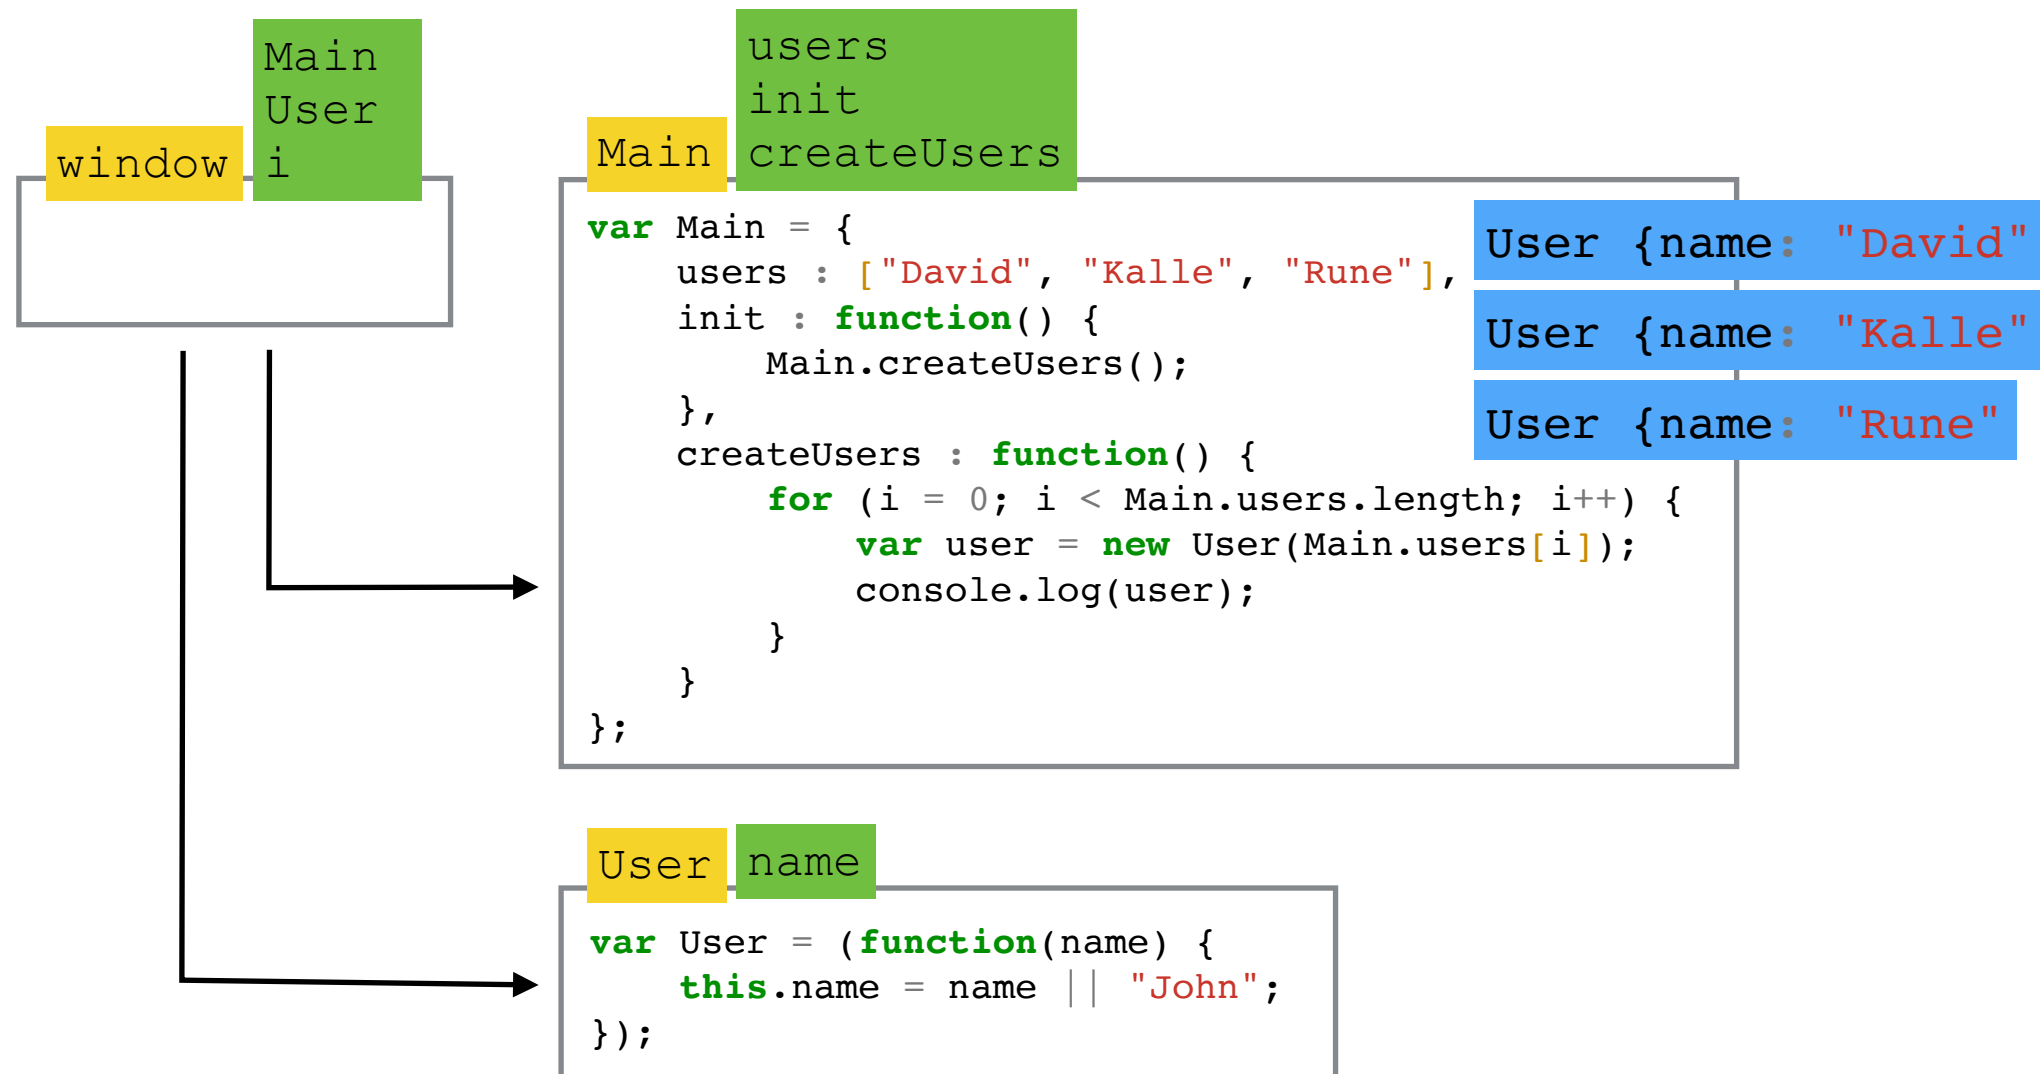 Main
User
i
window
users
init
createUsers
Main
var Main = {
    users : ["David", "Kalle", "Rune"],
    init : function() {
        Main.createUsers();
    },
    createUsers : function() {
        for (i = 0; i < Main.users.length; i++) {
            var user = new User(Main.users[i]);
            console.log(user);
        }
    }
};
User {name: "David"
User {name: "Kalle"
User {name: "Rune"
User
name
var User = (function(name) {
    this.name = name || "John";
});